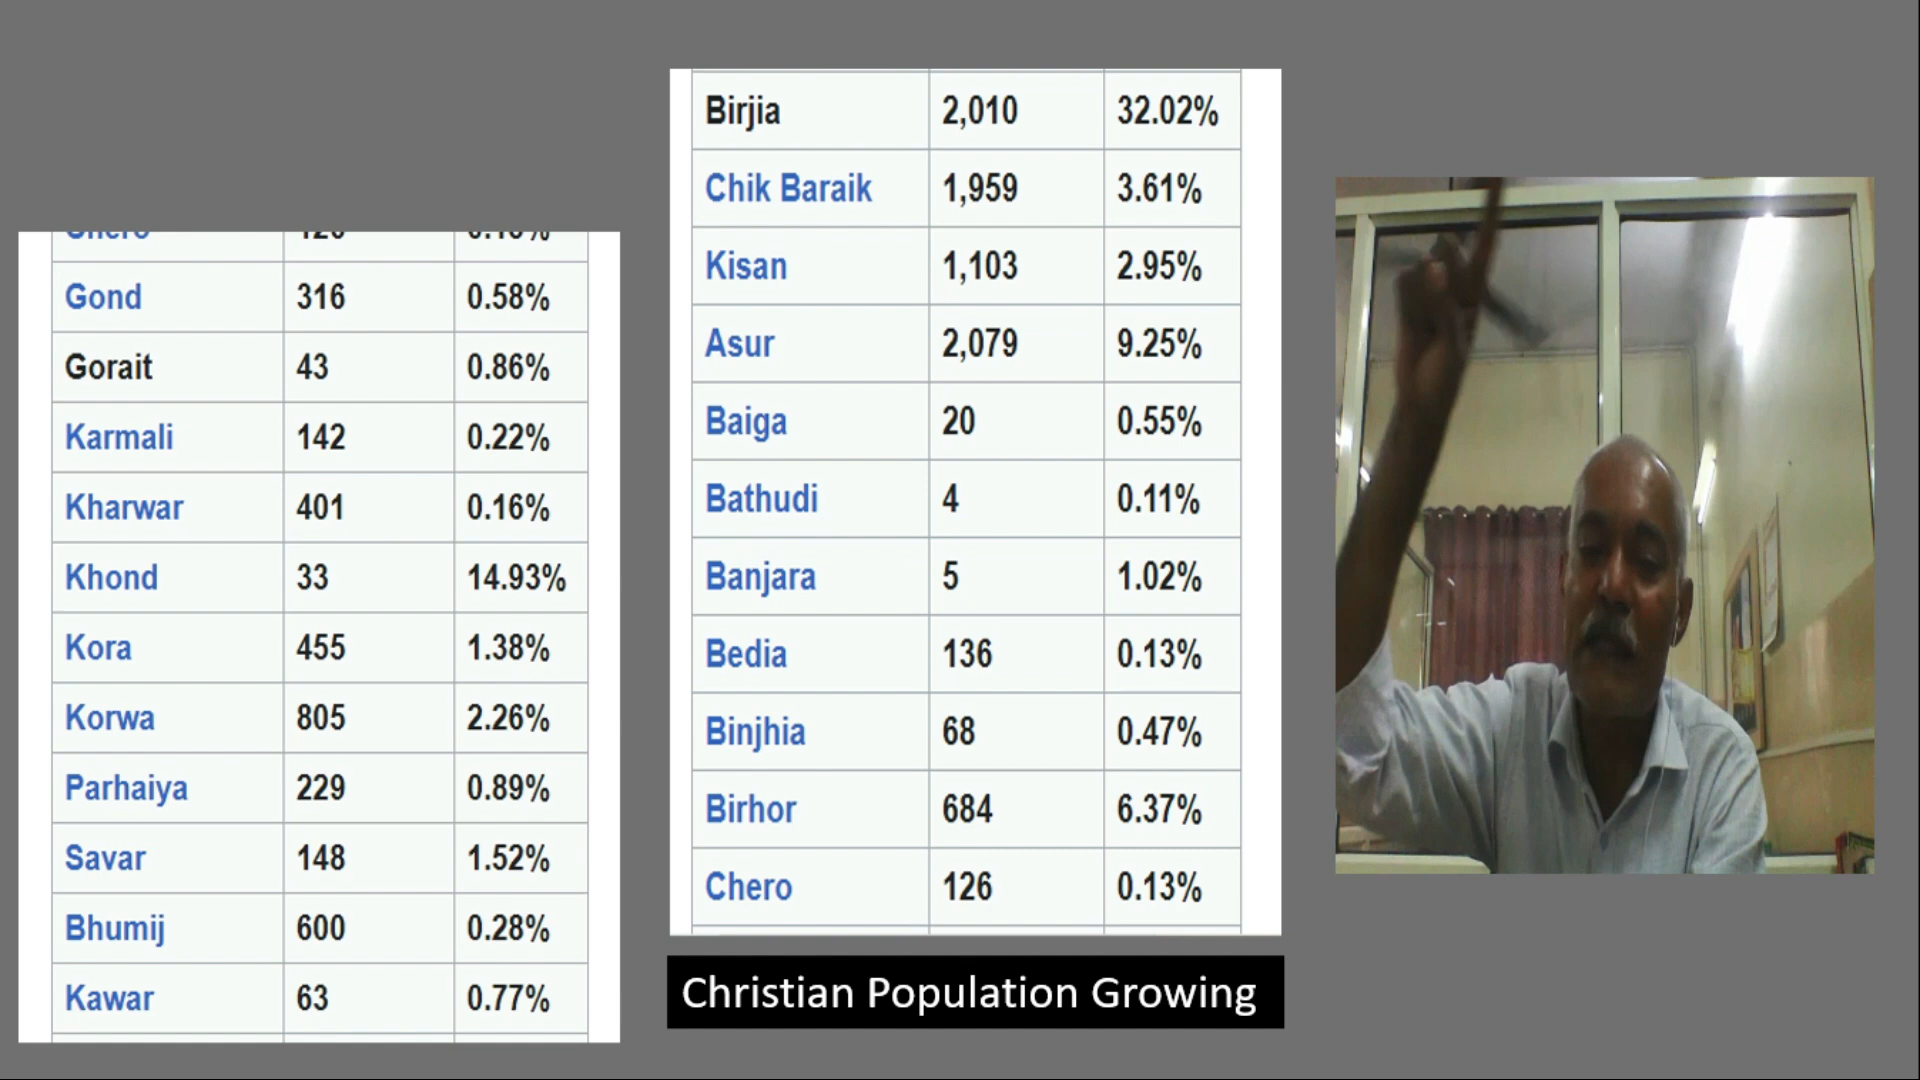 Gond 316 0.58%
Gorait 43 0.86%
Karmali 142 0.22%
Kharwar 401 0.16%
Khond 33 14.93%
Kora 455 1.38%
Korwa 805 2.26%
Parhaiya 229 0.89%
Savar 148 1.52%
Bhumij 600 0.28%
Kawar 63 0.77%
Birjia 2,010 32.02%
Chik Baraik 1,959 3.61%
Kisan 1,103 2.95%
Asur 2,079 9.25%
Baiga 20 0.55%
Bathudi 4 0.11%
Banjara 5 1.02%
Bedia 136 0.13%
Binjhia 68 0.47%
Birhor 684 6.37%
Chero 126 0.13%
Christian Population Growing